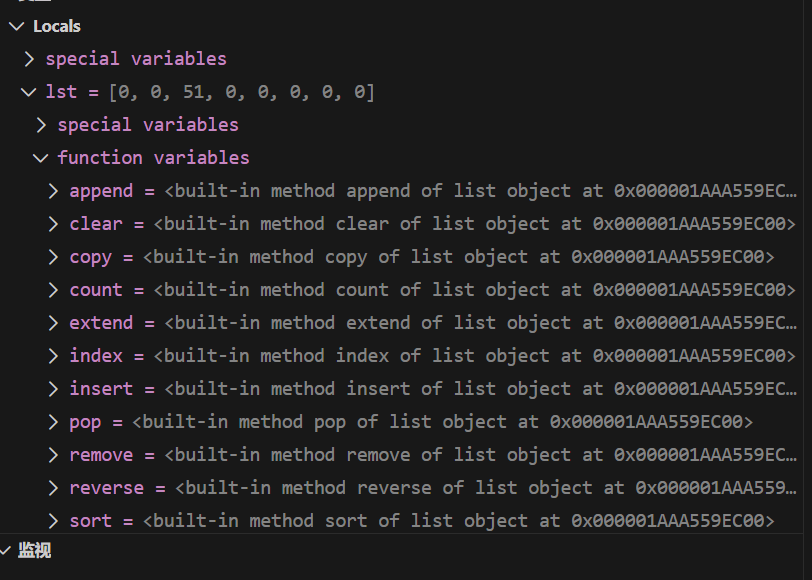 Locals
special variables
lst = [0, 0, 51, 0, 0, 0, 0, 0]
special variables
function variables
append = <built-in method append of list object at 0x000001AAA559EC…
clear = <built-in method clear of list object at 0x000001AAA559EC00>
copy = <built-in method copy of list object at 0x000001AAA559EC00>
count = <built-in method count of list object at 0x000001AAA559EC00>
extend = <built-in method extend of list object at 0x000001AAA559EC…
index = <built-in method index of list object at 0x000001AAA559EC00>
insert = <built-in method insert of list object at 0x000001AAA559EC…
pop = <built-in method pop of list object at 0x000001AAA559EC00>
remove = <built-in method remove of list object at 0x000001AAA559EC…
reverse = <built-in method reverse of list object at 0x000001AAA559…
sort = <built-in method sort of list object at 0x000001AAA559EC00>
监视